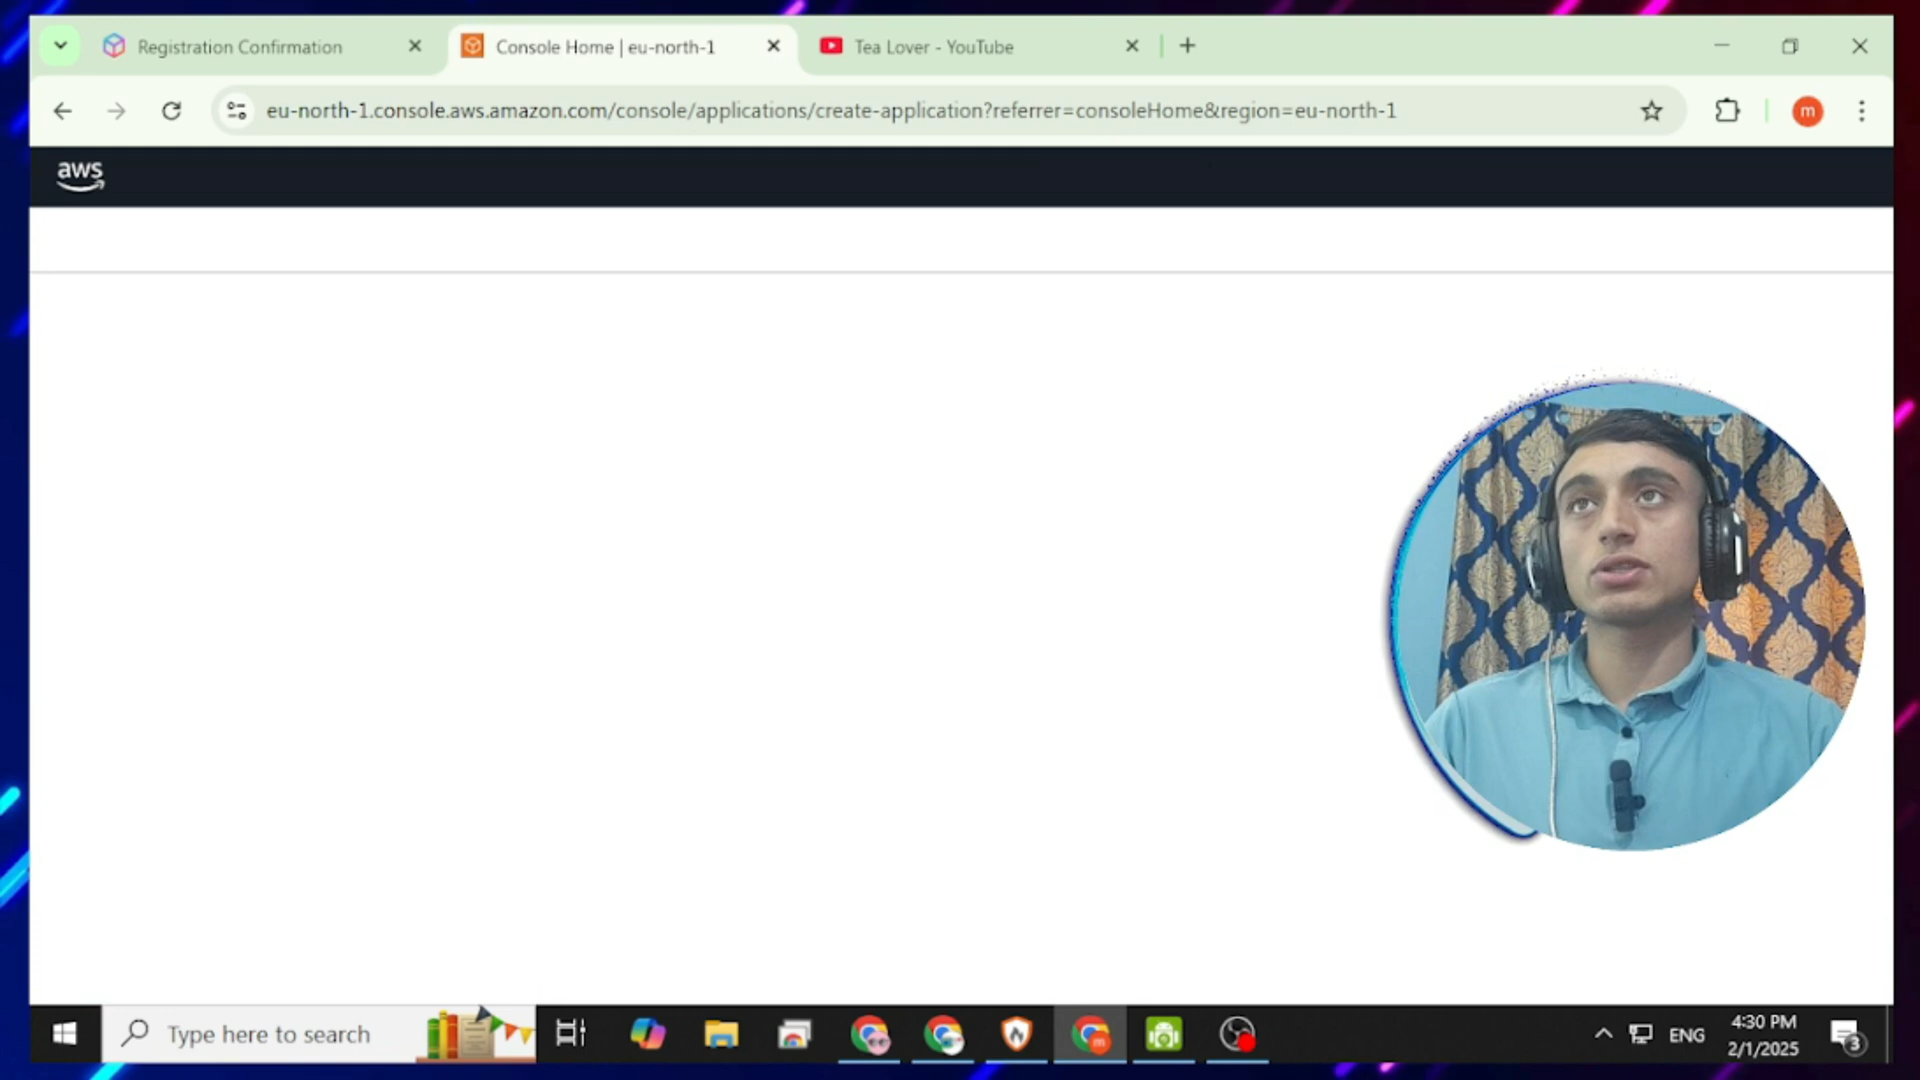 Registration Confirmation
Console Home | eu-north-1
Tea Lover - YouTube
eu-north-1.console.aws.amazon.com/console/applications/create-application?referrer=consoleHome&region=eu-north-1
m
aws
Type here to search
m
ENG
4:30 PM
2/1/2025
3